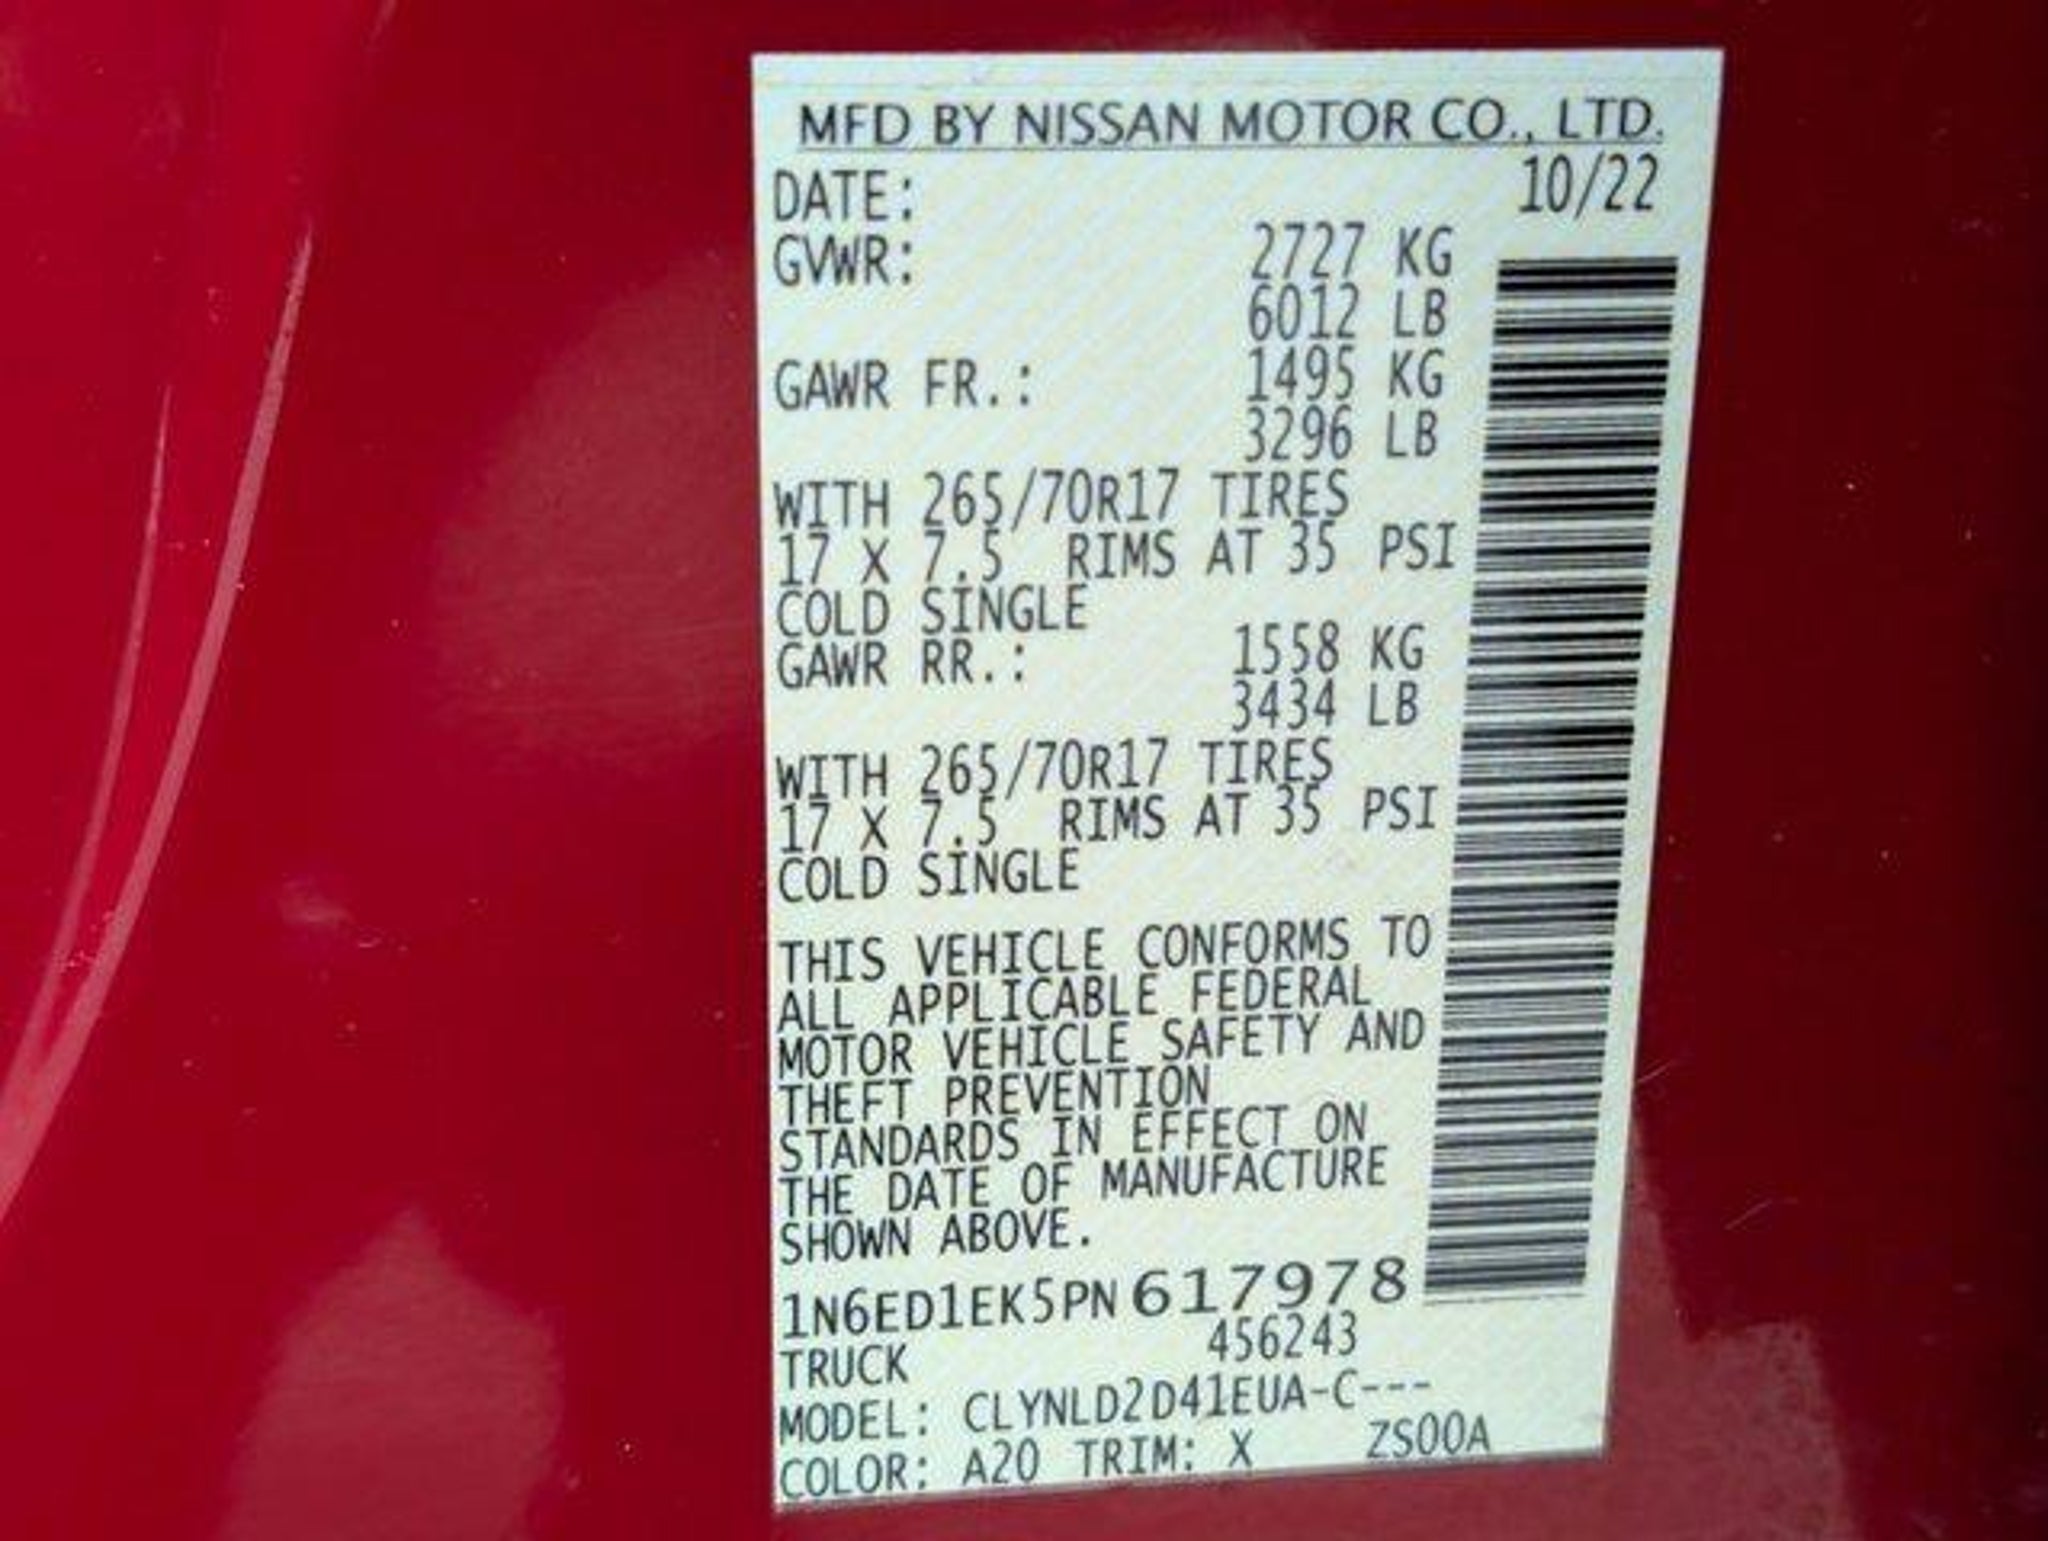 MFD BY NISSAN MOTOR CO., LTD.
DATE: 10/22
GVWR: 2727 KG
6012 LB
GAWR FR.: 1495 KG
3296 LB
WITH 265/70R17 TIRES
17 X 7.5 RIMS AT 35 PSI
COLD SINGLE
GAWR RR.: 1558 KG
3434 LB
WITH 265/70R17 TIRES
17 X 7.5 RIMS AT 35 PSI
COLD SINGLE
THIS VEHICLE CONFORMS TO
ALL APPLICABLE FEDERAL
MOTOR VEHICLE SAFETY AND
THEFT PREVENTION
STANDARDS IN EFFECT ON
THE DATE OF MANUFACTURE
SHOWN ABOVE.
1N6ED1EK5PN617978
TRUCK 456243
MODEL: CLYNLD2D41EUA-C---
COLOR: A20 TRIM: X ZS00A